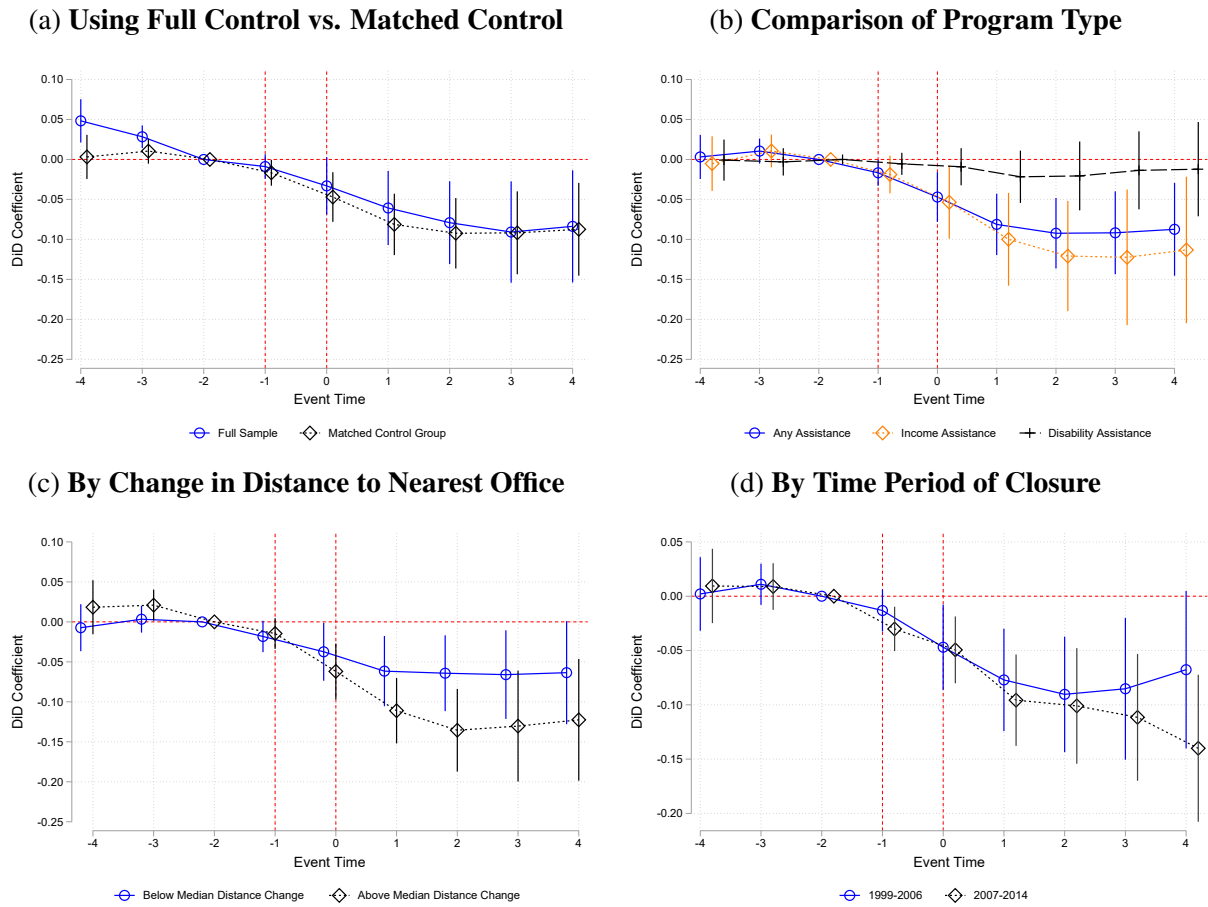 (a) Using Full Control vs. Matched Control
DiD Coefficient
0.10
0.05
0.00
-0.05
-0.10
-0.15
-0.20
-0.25
-4 -3 -2 -1 0 1 2 3 4
Event Time
Full Sample Matched Control Group
(b) Comparison of Program Type
DiD Coefficient
0.10
0.05
0.00
-0.05
-0.10
-0.15
-0.20
-0.25
-4 -3 -2 -1 0 1 2 3 4
Event Time
Any Assistance Income Assistance Disability Assistance
(c) By Change in Distance to Nearest Office
DiD Coefficient
0.10
0.05
0.00
-0.05
-0.10
-0.15
-0.20
-0.25
-4 -3 -2 -1 0 1 2 3 4
Event Time
Below Median Distance Change Above Median Distance Change
(d) By Time Period of Closure
DiD Coefficient
0.05
0.00
-0.05
-0.10
-0.15
-0.20
-4 -3 -2 -1 0 1 2 3 4
Event Time
1999-2006 2007-2014